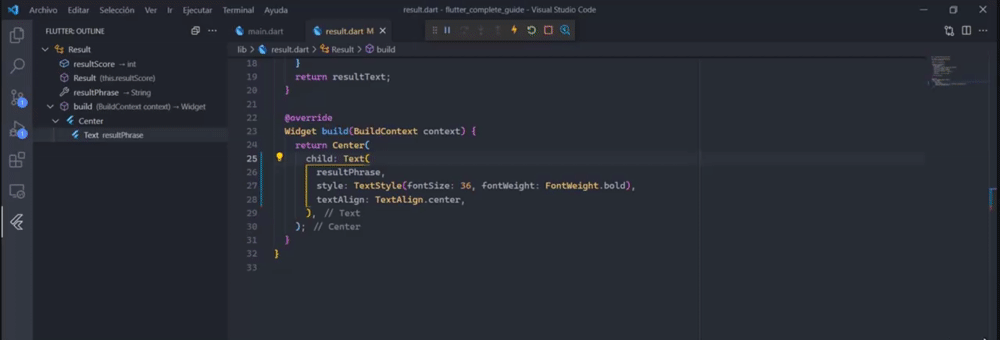 Archivo Editar Selección Ver Ir Ejecutar Terminal Ayuda
result.dart - flutter_complete_guide - Visual Studio Code
FLUTTER: OUTLINE
Result
resultScore → int
Result (this.resultScore)
resultPhrase → String
build (BuildContext context) → Widget
Center
Text resultPhrase
1
1
main.dart
result.dart M
lib > result.dart > Result > build
18 }
19 return resultText;
20 }
21
22 @override
23 Widget build(BuildContext context) {
24 return Center(
25 child: Text(
26 resultPhrase,
27 style: TextStyle(fontSize: 36, fontWeight: FontWeight.bold),
28 textAlign: TextAlign.center,
29 ), // Text
30 ); // Center
31 }
32 }
33